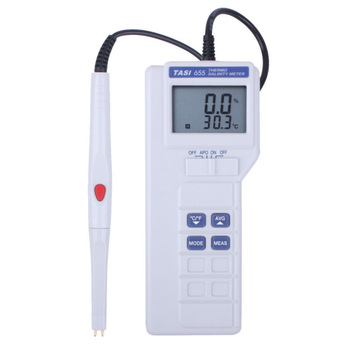 TASI 655 THERMO
SALINITY METER
0.0 %
30.3 °C
OFF APO ON OFF
°C/°F AVG
MODE MEAS